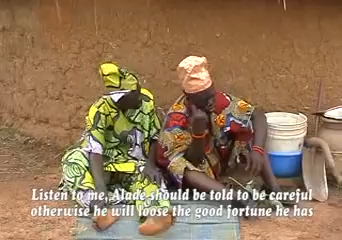 Listen to me, Alade should be told to be careful
otherwise he will loose the good fortune he has